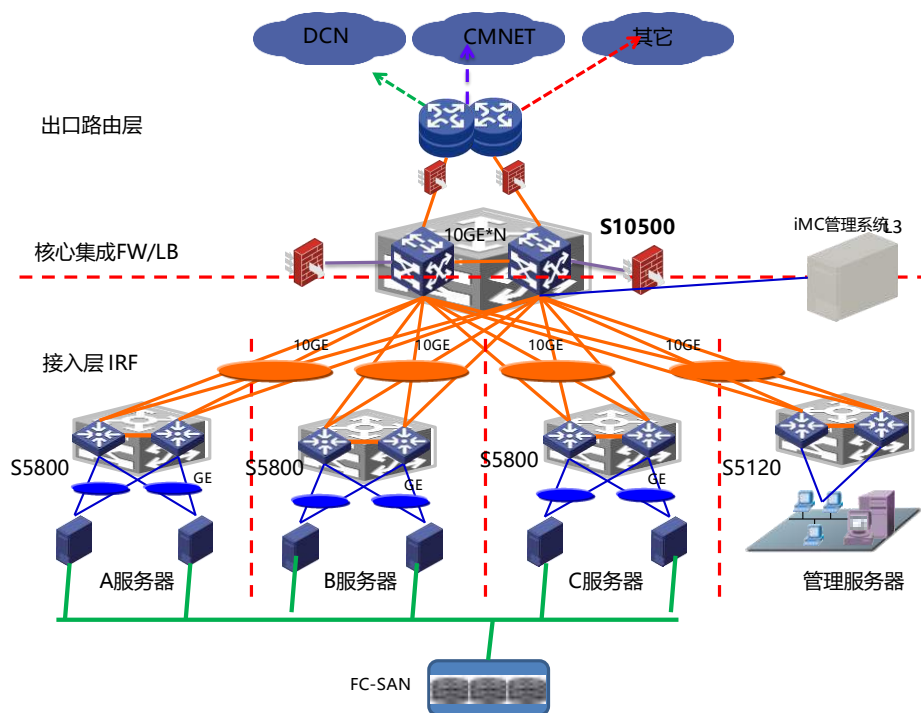 DCN
CMNET
其它
出口路由层
iMC管理系统
L3
S10500
10GE*N
核心集成FW/LB
10GE
10GE
10GE
10GE
接入层 IRF
S5800
GE
S5800
GE
S5800
GE
S5120
A服务器
B服务器
C服务器
管理服务器
FC-SAN